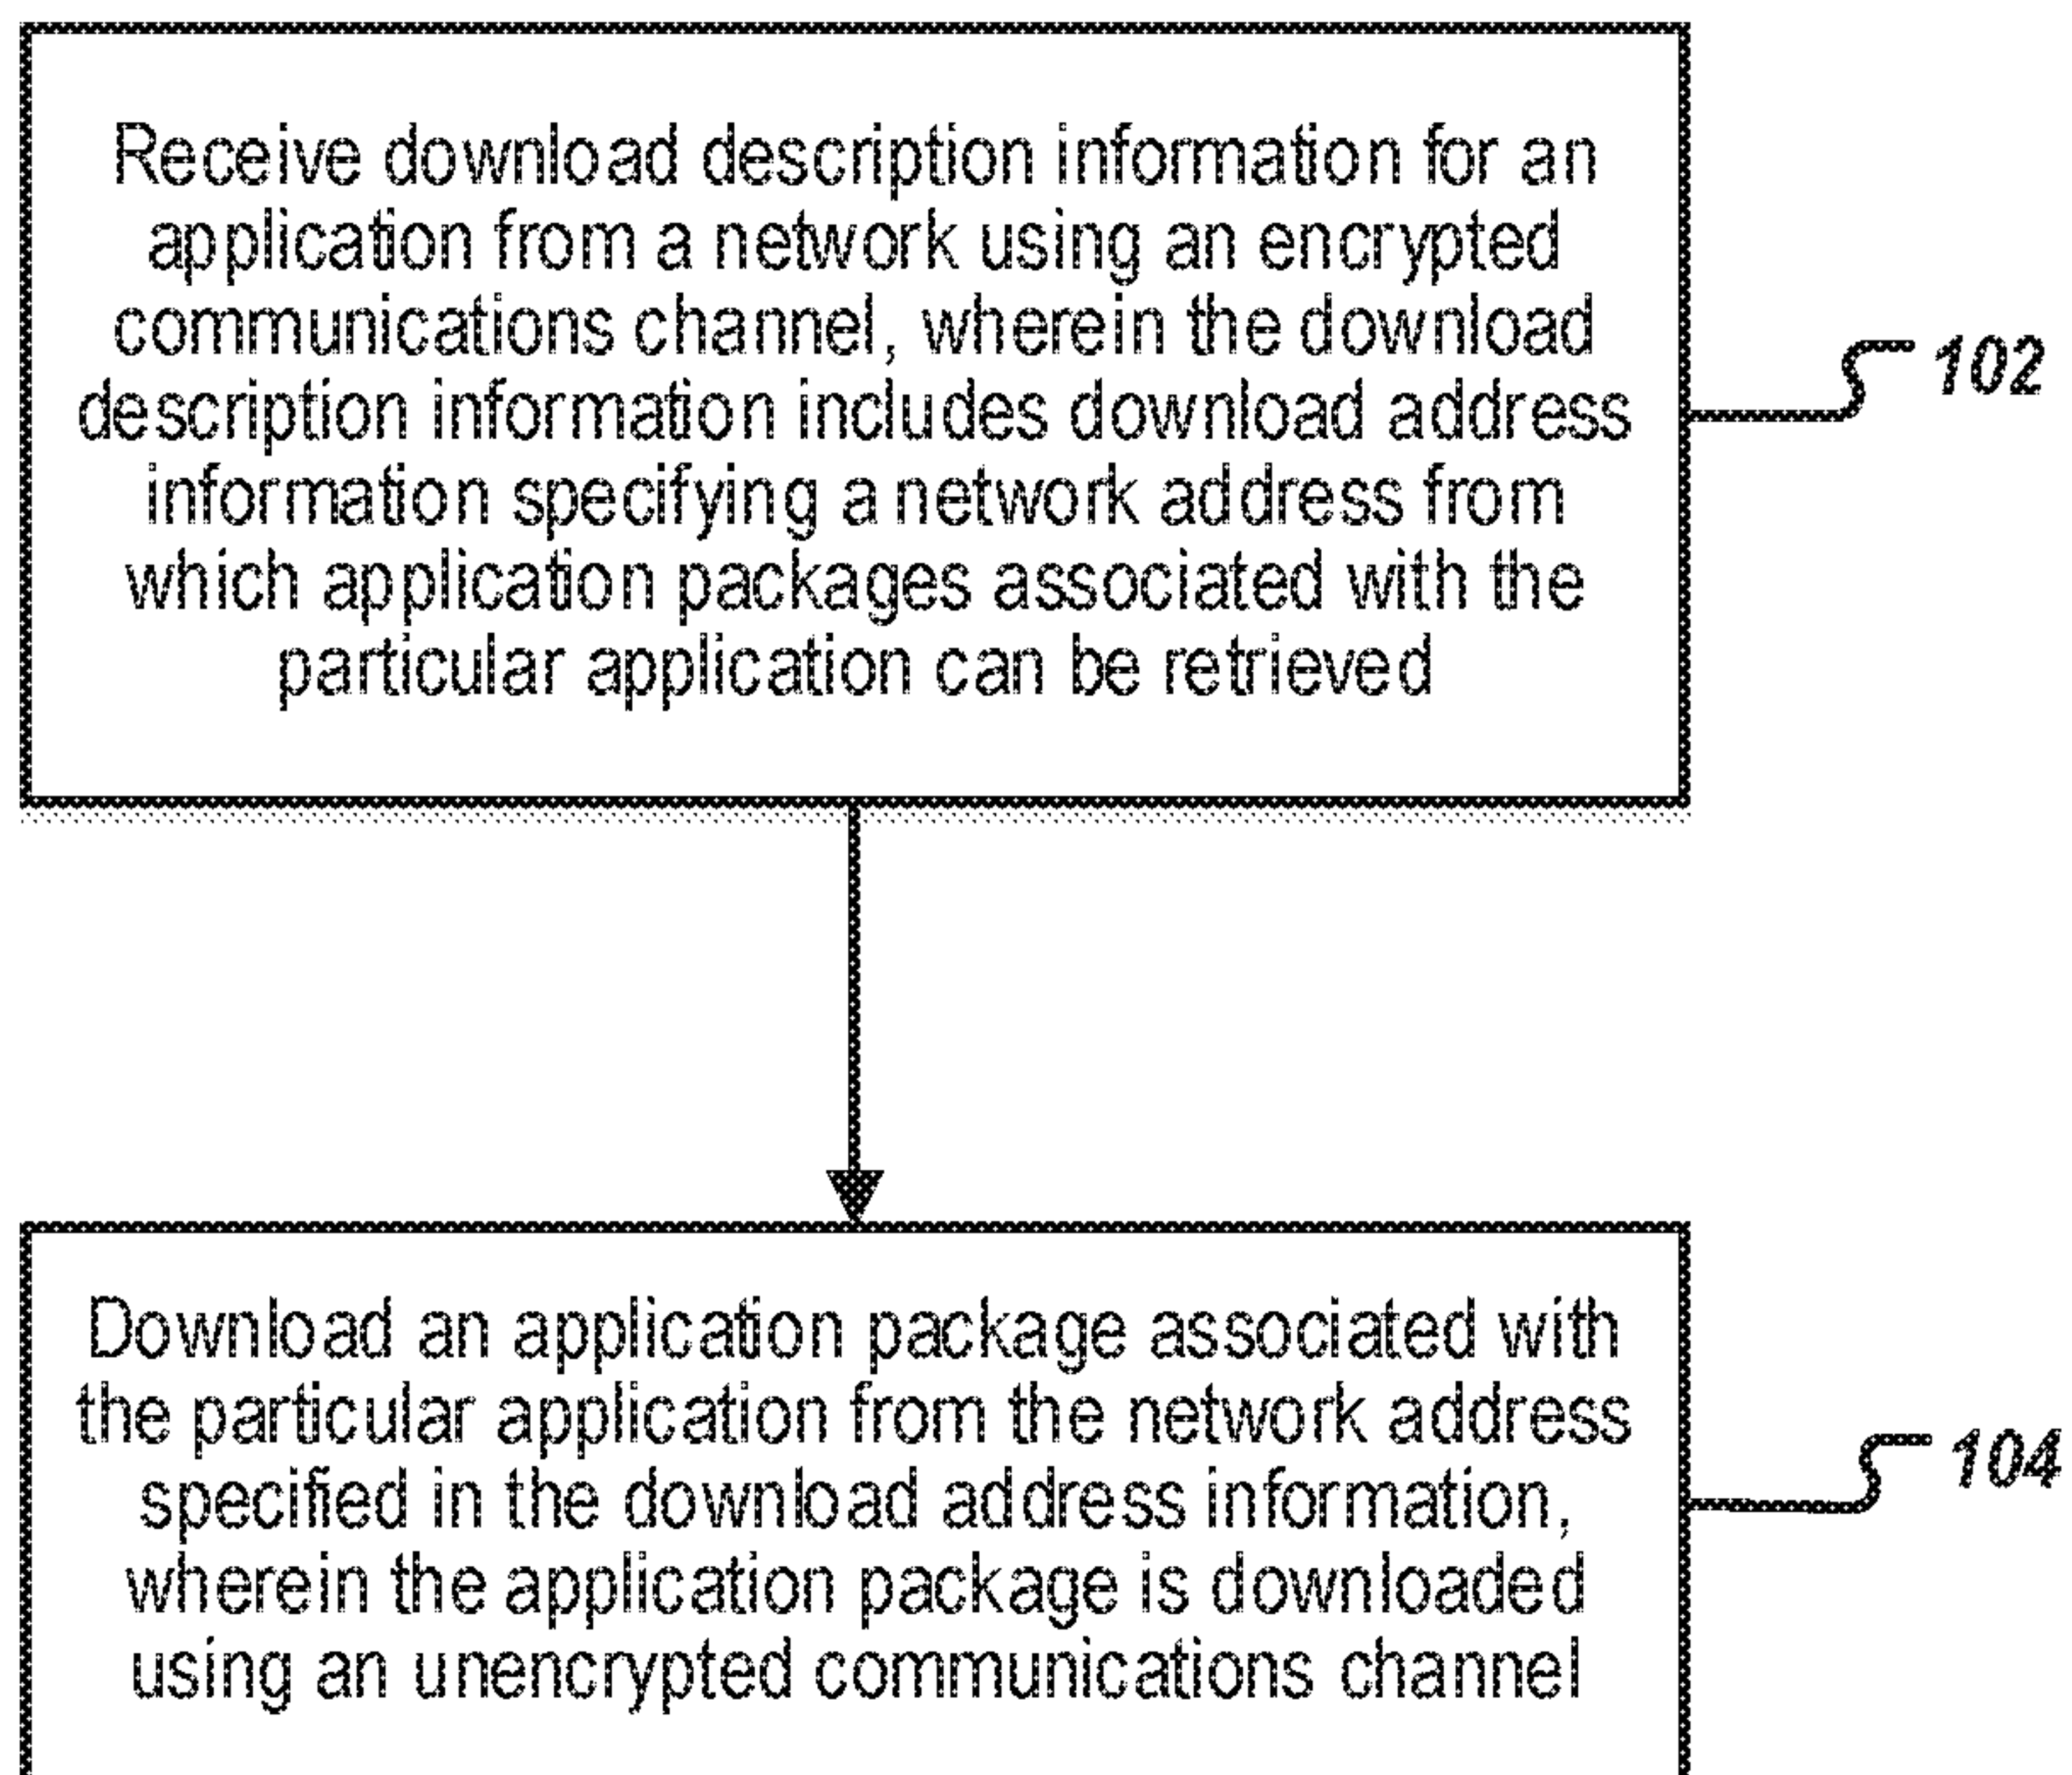 Receive download description information for an
application from a network using an encrypted
communications channel, wherein the download
description information includes download address
information specifying a network address from
which application packages associated with the
particular application can be retrieved
102
Download an application package associated with
the particular application from the network address
specified in the download address information,
wherein the application package is downloaded
using an unencrypted communications channel
104